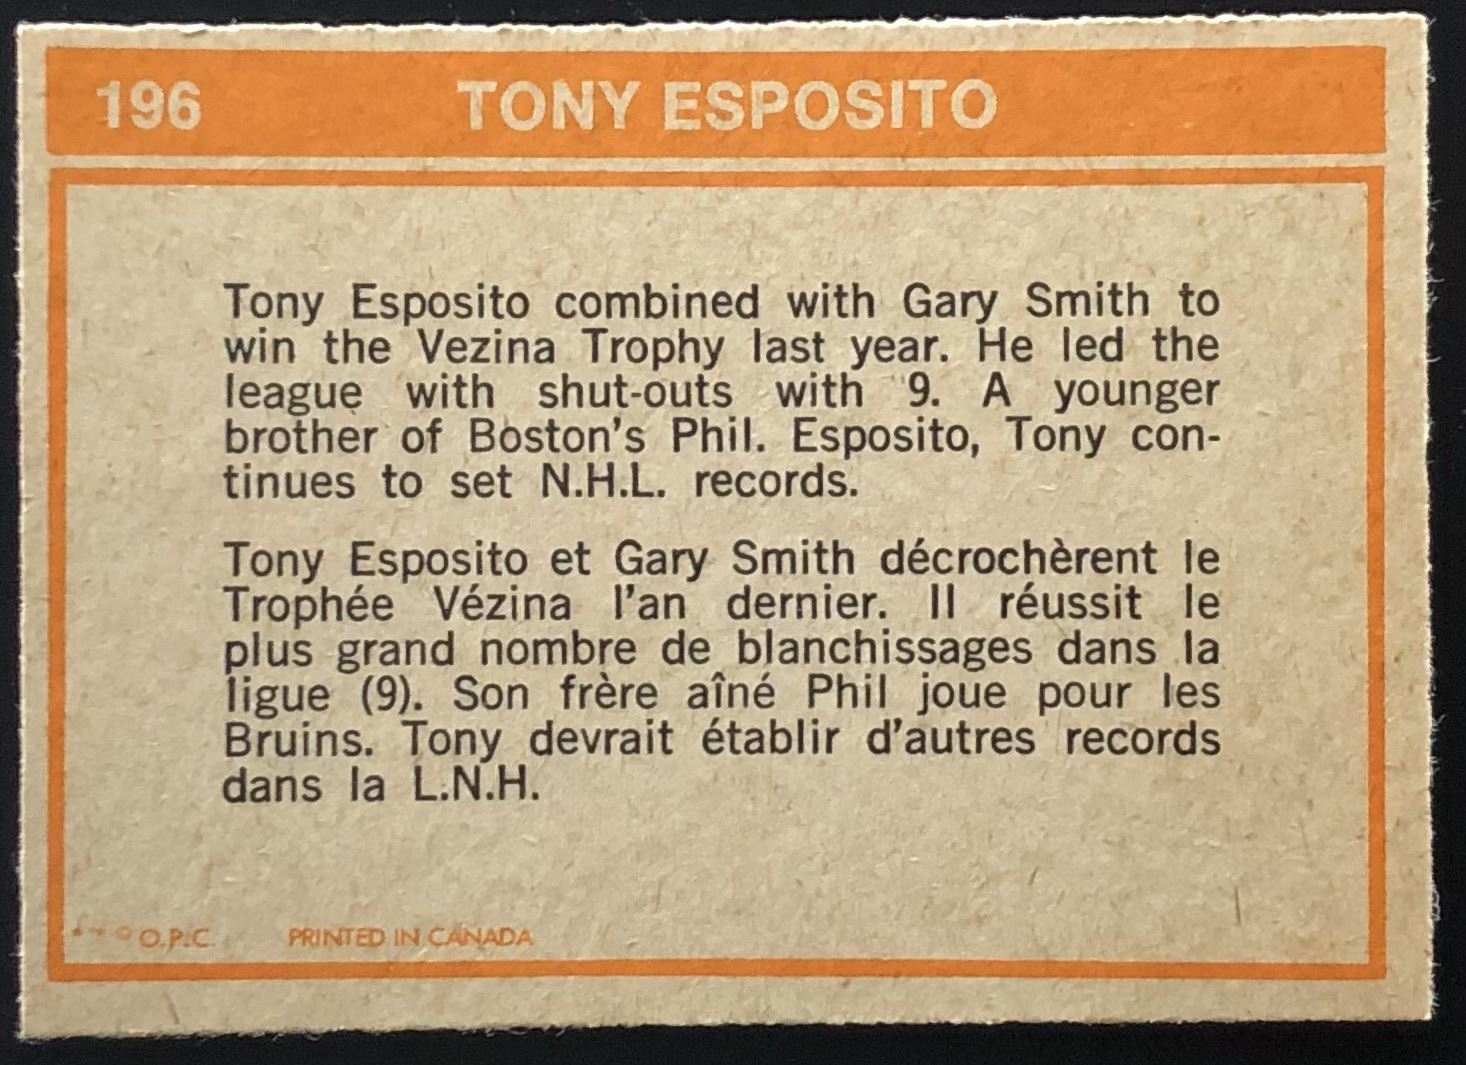 196 TONY ESPOSITO
Tony Esposito combined with Gary Smith to
win the Vezina Trophy last year. He led the
league with shut-outs with 9. A younger
brother of Boston's Phil. Esposito, Tony con-
tinues to set N.H.L. records.
Tony Esposito et Gary Smith décrochèrent le
Trophée Vézina l'an dernier. Il réussit le
plus grand nombre de blanchissages dans la
ligue (9). Son frère aîné Phil joue pour les
Bruins. Tony devrait établir d'autres records
dans la L.N.H.
* * © O.P.C. PRINTED IN CANADA